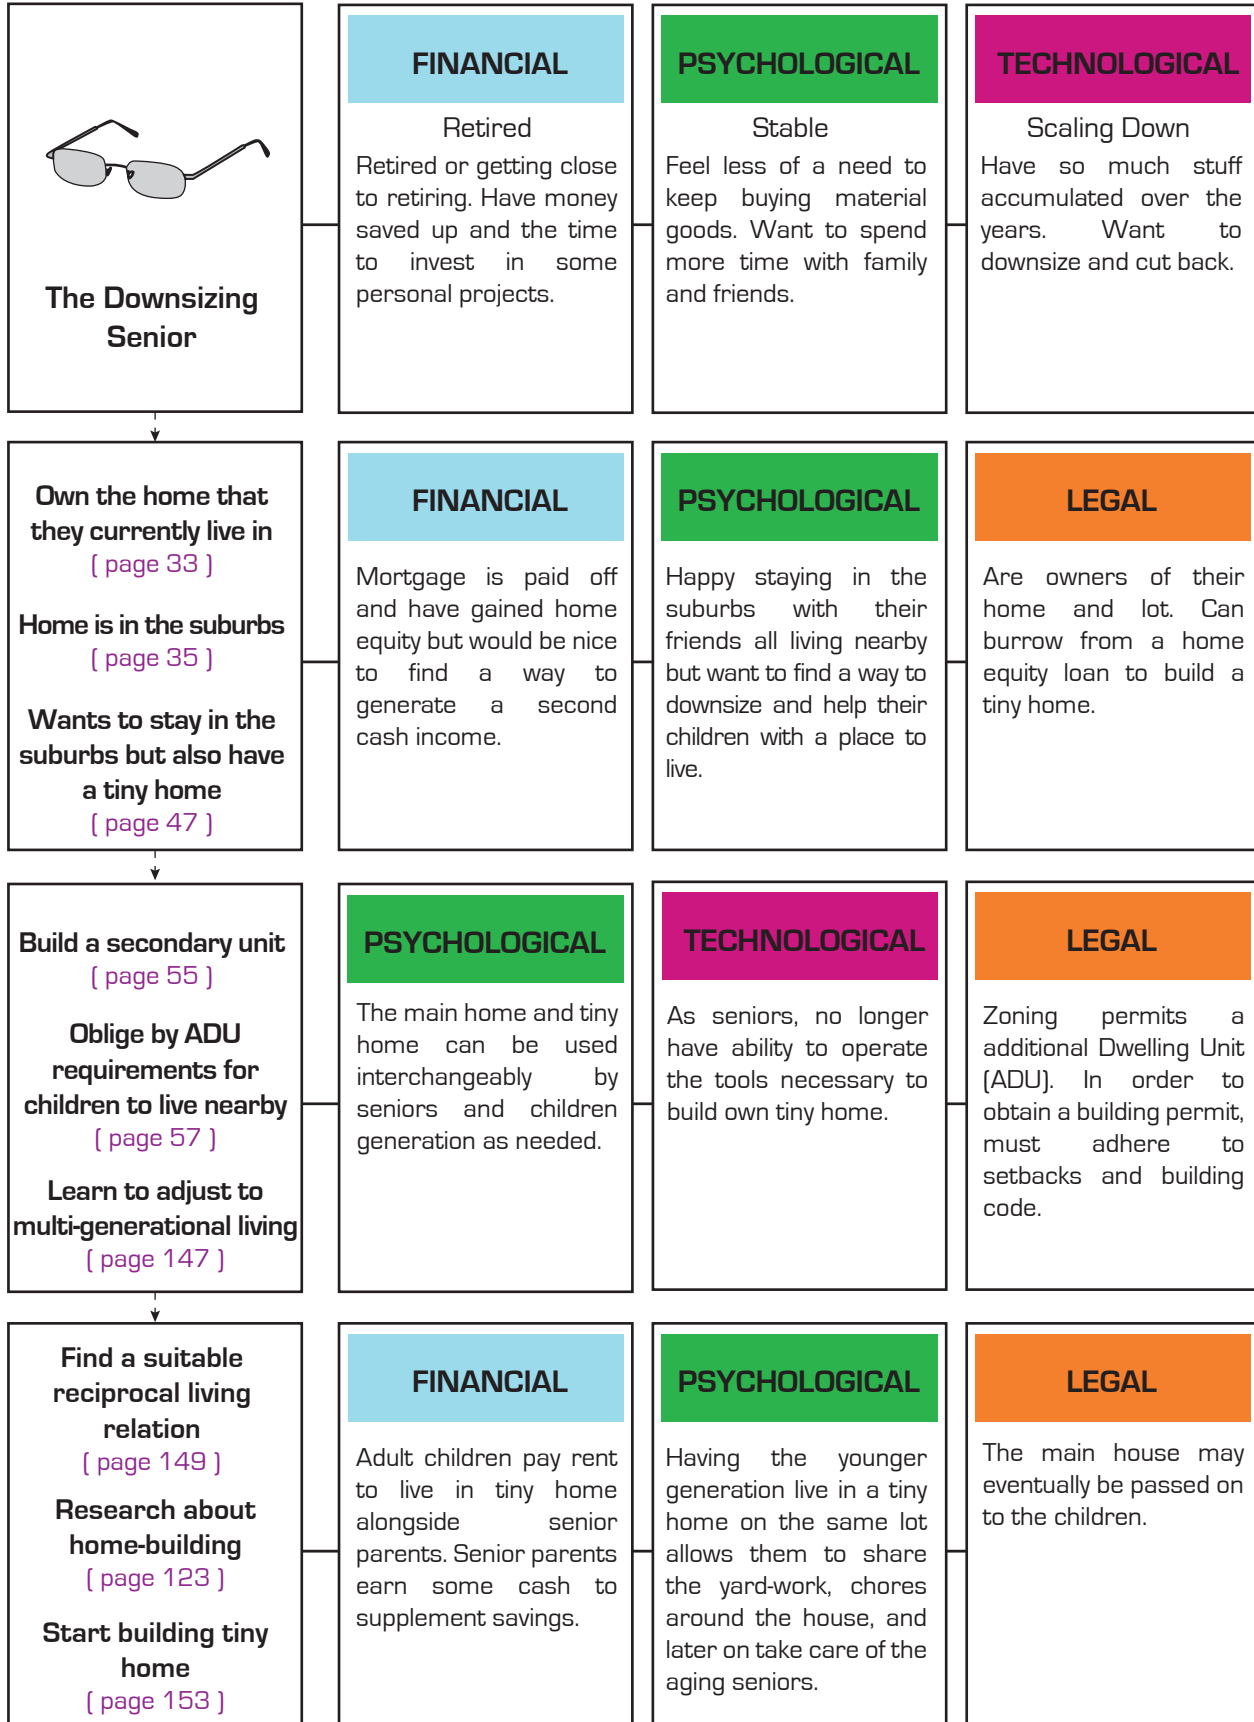 The Downsizing
Senior
FINANCIAL
Retired
Retired or getting close
to retiring. Have money
saved up and the time
to invest in some
personal projects.
PSYCHOLOGICAL
Stable
Feel less of a need to
keep buying material
goods. Want to spend
more time with family
and friends.
TECHNOLOGICAL
Scaling Down
Have so much stuff
accumulated over the
years. Want to
downsize and cut back.
Own the home that
they currently live in
( page 33 )
Home is in the suburbs
( page 35 )
Wants to stay in the
suburbs but also have
a tiny home
( page 47 )
FINANCIAL
Mortgage is paid off
and have gained home
equity but would be nice
to find a way to
generate a second
cash income.
PSYCHOLOGICAL
Happy staying in the
suburbs with their
friends all living nearby
but want to find a way to
downsize and help their
children with a place to
live.
LEGAL
Are owners of their
home and lot. Can
burrow from a home
equity loan to build a
tiny home.
Build a secondary unit
( page 55 )
Oblige by ADU
requirements for
children to live nearby
( page 57 )
Learn to adjust to
multi-generational living
( page 147 )
PSYCHOLOGICAL
The main home and tiny
home can be used
interchangeably by
seniors and children
generation as needed.
TECHNOLOGICAL
As seniors, no longer
have ability to operate
the tools necessary to
build own tiny home.
LEGAL
Zoning permits a
additional Dwelling Unit
(ADU). In order to
obtain a building permit,
must adhere to
setbacks and building
code.
Find a suitable
reciprocal living
relation
( page 149 )
Research about
home-building
( page 123 )
Start building tiny
home
( page 153 )
FINANCIAL
Adult children pay rent
to live in tiny home
alongside senior
parents. Senior parents
earn some cash to
supplement savings.
PSYCHOLOGICAL
Having the younger
generation live in a tiny
home on the same lot
allows them to share
the yard-work, chores
around the house, and
later on take care of the
aging seniors.
LEGAL
The main house may
eventually be passed on
to the children.